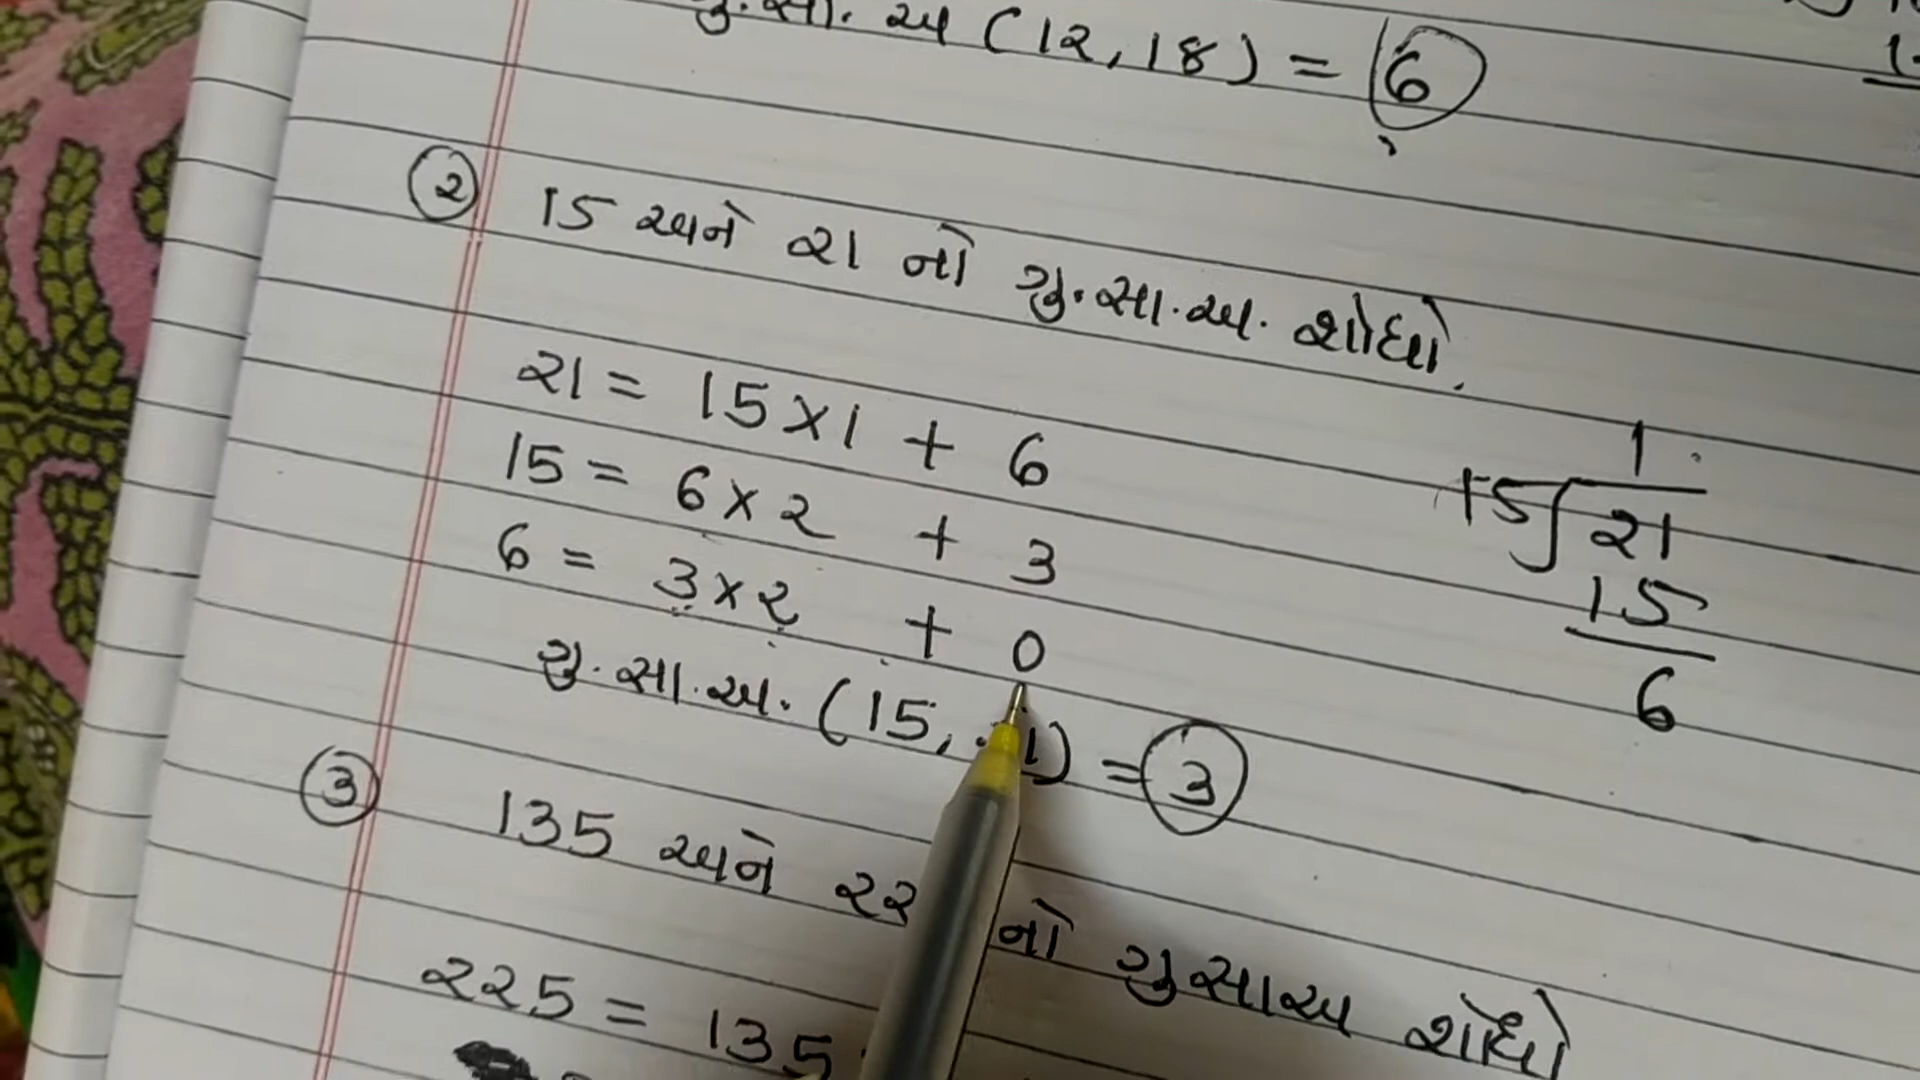 ગુ.સા.અ (12, 18) = 6
② 15 અને 21 નો ગુ.સા.અ. શોધો.
21 = 15 × 1 + 6
15 = 6 × 2 + 3
6 = 3 × 2 + 0
ગુ.સા.અ. (15, 1) = 3
1
15 21
15
6
③ 135 અને 22 નો ગુસાઅ શોધો
225 = 135